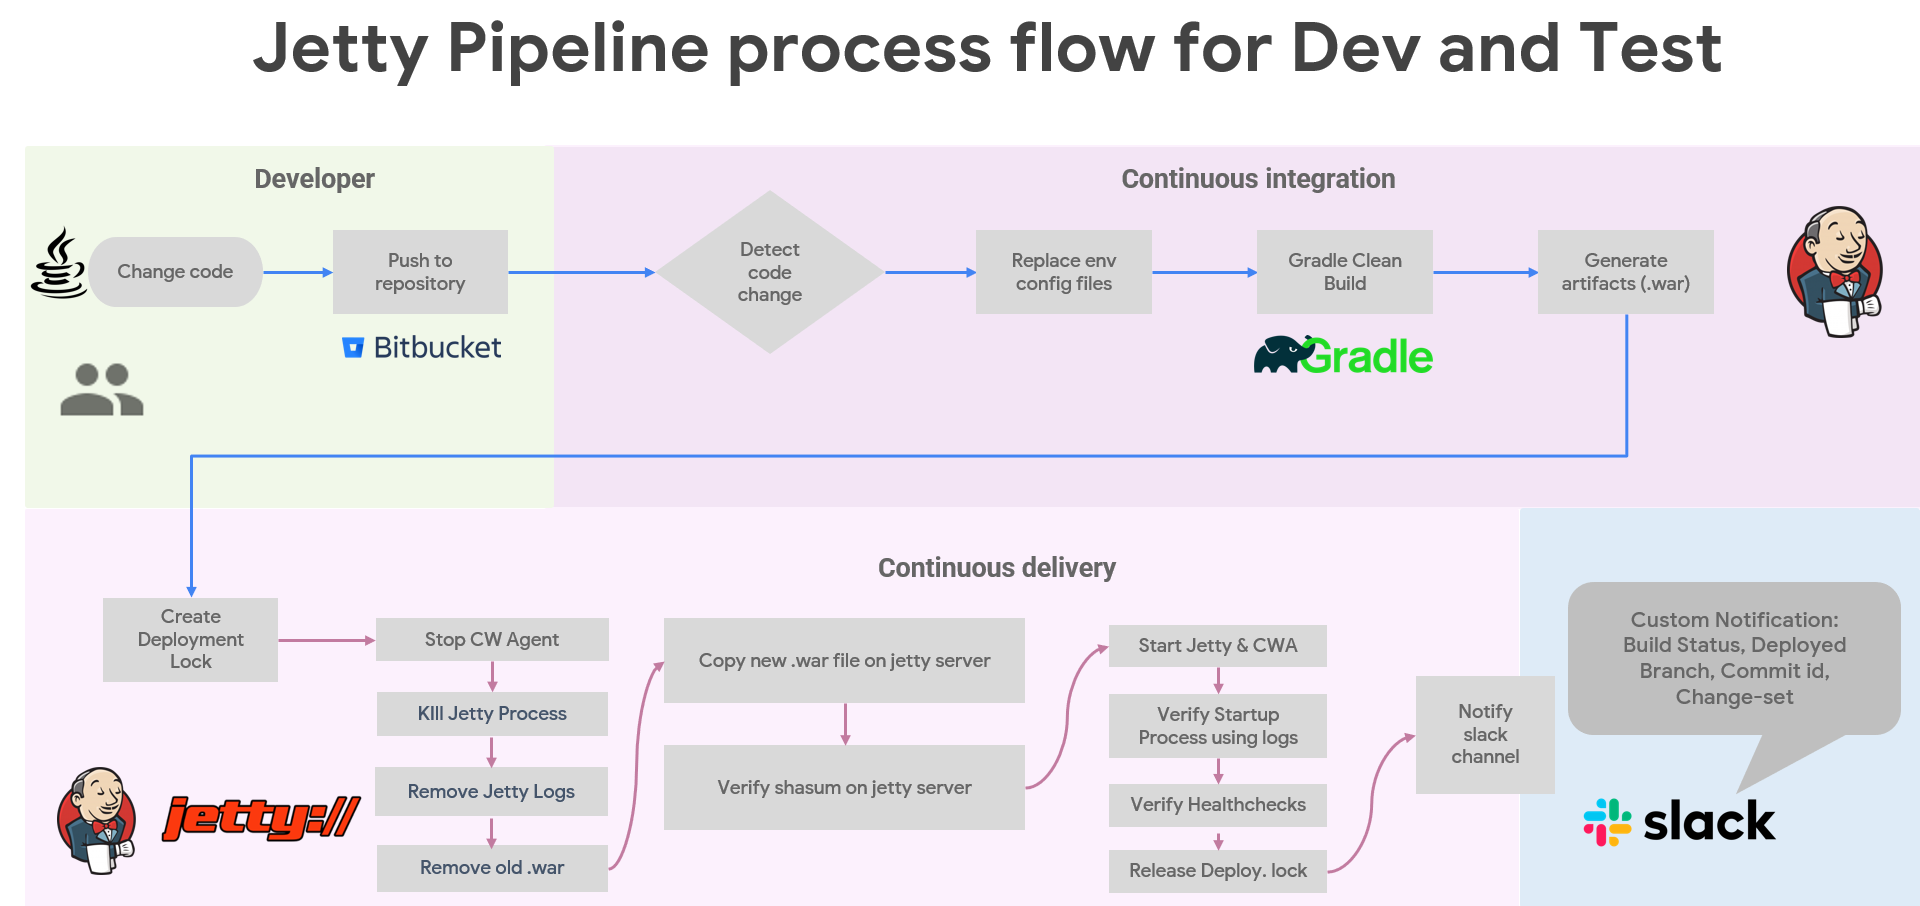 Jetty Pipeline process flow for Dev and Test
Developer
Continuous integration
Change code
Push to
repository
Bitbucket
Detect
code
change
Replace env
config files
Gradle Clean
Build
Gradle
Generate
artifacts (.war)
Continuous delivery
Create
Deployment
Lock
Stop CW Agent
KIll Jetty Process
Remove Jetty Logs
Remove old .war
jetty://
Copy new .war file on jetty server
Verify shasum on jetty server
Start Jetty & CWA
Verify Startup
Process using logs
Verify Healthchecks
Release Deploy. lock
Notify
slack
channel
Custom Notification:
Build Status, Deployed
Branch, Commit id,
Change-set
slack